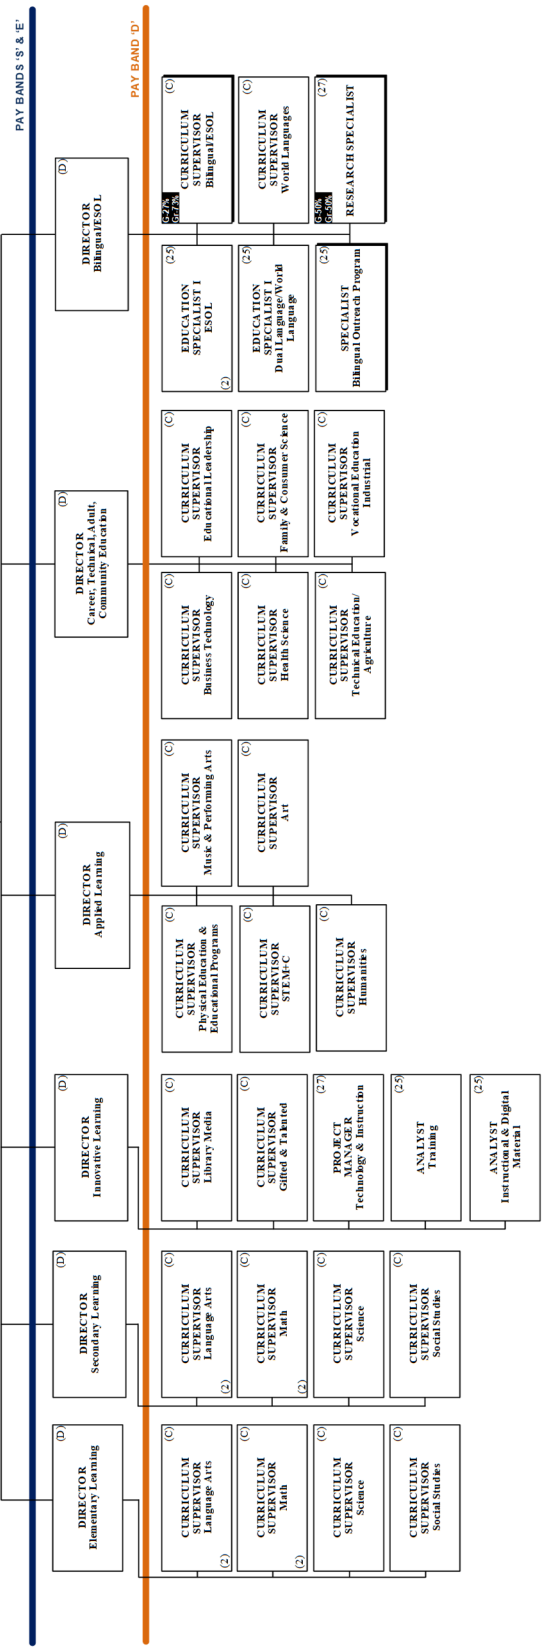 PAY BANDS 'S' & 'E'
PAY BAND 'D'
(D)
DIRECTOR
Elementary Learning
(C)
CURRICULUM
SUPERVISOR
Language Arts
(2)
(C)
CURRICULUM
SUPERVISOR
Math
(2)
(C)
CURRICULUM
SUPERVISOR
Science
(C)
CURRICULUM
SUPERVISOR
Social Studies
(D)
DIRECTOR
Secondary Learning
(C)
CURRICULUM
SUPERVISOR
Language Arts
(2)
(C)
CURRICULUM
SUPERVISOR
Math
(2)
(C)
CURRICULUM
SUPERVISOR
Science
(C)
CURRICULUM
SUPERVISOR
Social Studies
(D)
DIRECTOR
Innovative Learning
(C)
CURRICULUM
SUPERVISOR
Library Media
(C)
CURRICULUM
SUPERVISOR
Gifted & Talented
(27)
PROJECT
MANAGER
Technology & Instruction
(25)
ANALYST
Training
(25)
ANALYST
Instructional & Digital
Material
(D)
DIRECTOR
Applied Learning
(C)
CURRICULUM
SUPERVISOR
Physical Education &
Educational Programs
(C)
CURRICULUM
SUPERVISOR
Music & Performing Arts
(C)
CURRICULUM
SUPERVISOR
STEM+C
(C)
CURRICULUM
SUPERVISOR
Art
(C)
CURRICULUM
SUPERVISOR
Humanities
(D)
DIRECTOR
Career, Technical, Adult,
Community Education
(C)
CURRICULUM
SUPERVISOR
Business Technology
(C)
CURRICULUM
SUPERVISOR
Educational Leadership
(C)
CURRICULUM
SUPERVISOR
Health Science
(C)
CURRICULUM
SUPERVISOR
Family & Consumer Science
(C)
CURRICULUM
SUPERVISOR
Technical Education/
Agriculture
(C)
CURRICULUM
SUPERVISOR
Vocational Education
Industrial
(D)
DIRECTOR
Bilingual/ESOL
(25)
EDUCATION
SPECIALIST I
ESOL
(2)
(C)
G-27%
Gr-73%
CURRICULUM
SUPERVISOR
Bilingual/ESOL
(25)
EDUCATION
SPECIALIST I
Dual Language/World
Language
(C)
CURRICULUM
SUPERVISOR
World Languages
(25)
SPECIALIST
Bilingual Outreach Program
(27)
G-50%
Gr-50%
RESEARCH SPECIALIST